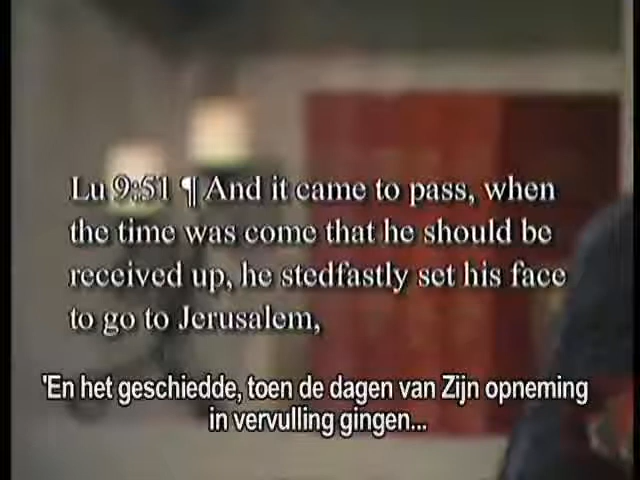 Lu 9:51 ¶ And it came to pass, when
the time was come that he should be
received up, he stedfastly set his face
to go to Jerusalem,
'En het geschiedde, toen de dagen van Zijn opneming
in vervulling gingen...